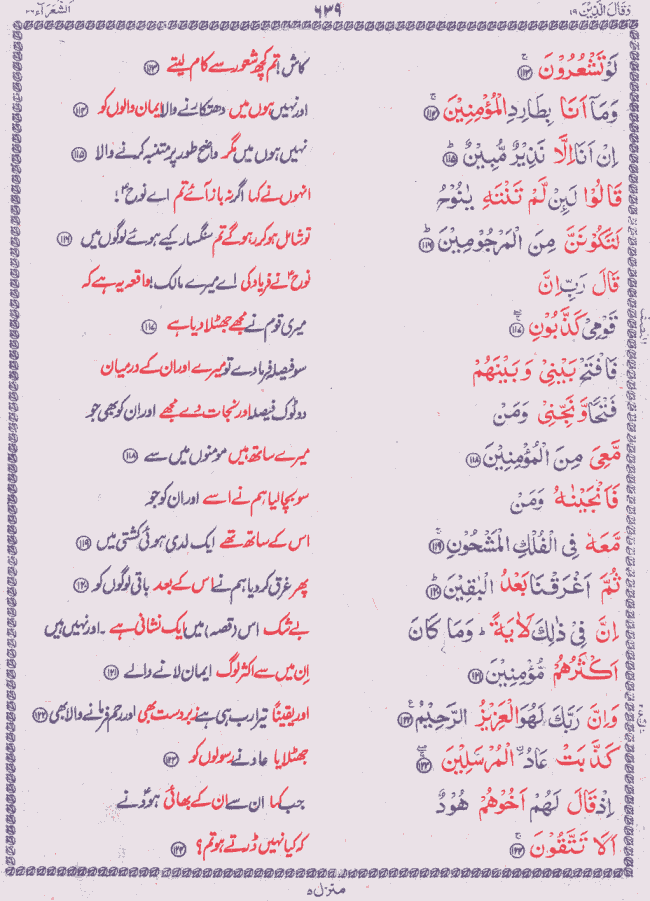 وَقَالَ الَّذِیْنَ ١٩ ٦٣٩ الشُّعَرَآء ٢٦
لَوْ تَشْعُرُوْنَ ﴿١١٣﴾ کاش! تم کچھ شعور سے کام لیتے ﴿١١٣﴾
وَمَاۤ اَنَا بِطَارِدِ الْمُؤْمِنِیْنَ ﴿١١٤﴾ اور نہیں ہوں میں دھتکارنے والا ایمان والوں کو ﴿١١٤﴾
اِنْ اَنَا اِلَّا نَذِیْرٌ مُّبِیْنٌ ﴿١١٥﴾ نہیں ہوں میں مگر واضح طور پر متنبہ کرنے والا ﴿١١٥﴾
قَالُوْا لَئِنْ لَّمْ تَنْتَهِ یٰنُوْحُ انہوں نے کہا اگر نہ باز آئے تم اے نوحؑ!
لَتَكُوْنَنَّ مِنَ الْمَرْجُوْمِیْنَ ﴿١١٦﴾ تو شامل ہو کر رہو گے تم سنگسار کیے ہوئے لوگوں میں ﴿١١٦﴾
قَالَ رَبِّ اِنَّ نوحؑ نے فریاد کی اے میرے مالک! واقعہ یہ ہے کہ
قَوْمِیْ كَذَّبُوْنِ ﴿١١٧﴾ میری قوم نے مجھے جھٹلا دیا ہے ﴿١١٧﴾
فَافْتَحْ بَیْنِیْ وَبَیْنَهُمْ سو فیصلہ فرما دے تو میرے اور ان کے درمیان
فَتْحًا وَّنَجِّنِیْ وَمَنْ دو ٹوک فیصلہ اور نجات دے مجھے اور ان کو بھی جو
مَّعِیَ مِنَ الْمُؤْمِنِیْنَ ﴿١١٨﴾ میرے ساتھ ہیں مومنوں میں سے ﴿١١٨﴾
فَاَنْجَیْنٰهُ وَمَنْ سو بچا لیا ہم نے اسے اور ان کو جو
مَّعَهٗ فِی الْفُلْكِ الْمَشْحُوْنِ ﴿١١٩﴾ اس کے ساتھ تھے ایک لدی ہوئی کشتی میں ﴿١١٩﴾
ثُمَّ اَغْرَقْنَا بَعْدُ الْبٰقِیْنَ ﴿١٢٠﴾ پھر غرق کر دیا ہم نے اس کے بعد باقی لوگوں کو ﴿١٢٠﴾
اِنَّ فِیْ ذٰلِكَ لَاٰیَةً ؕ وَمَا كَانَ بے شک اس (قصہ) میں ایک نشانی ہے ۔ اور نہیں ہیں
اَكْثَرُهُمْ مُّؤْمِنِیْنَ ﴿١٢١﴾ ان میں سے اکثر لوگ ایمان لانے والے ﴿١٢١﴾
وَاِنَّ رَبَّكَ لَهُوَ الْعَزِیْزُ الرَّحِیْمُ ﴿١٢٢﴾ اور یقیناً تیرا رب ہی ہے زبردست بھی اور رحم فرمانے والا بھی ﴿١٢٢﴾
كَذَّبَتْ عَادُ ۨ الْمُرْسَلِیْنَ ﴿١٢٣﴾ جھٹلایا عاد نے رسولوں کو ﴿١٢٣﴾
اِذْ قَالَ لَهُمْ اَخُوْهُمْ هُوْدٌ جب کہا ان سے ان کے بھائی ہودؑ نے
اَلَا تَتَّقُوْنَ ﴿١٢٤﴾ کہ کیا نہیں ڈرتے ہو تم؟ ﴿١٢٤﴾
منزل ٥